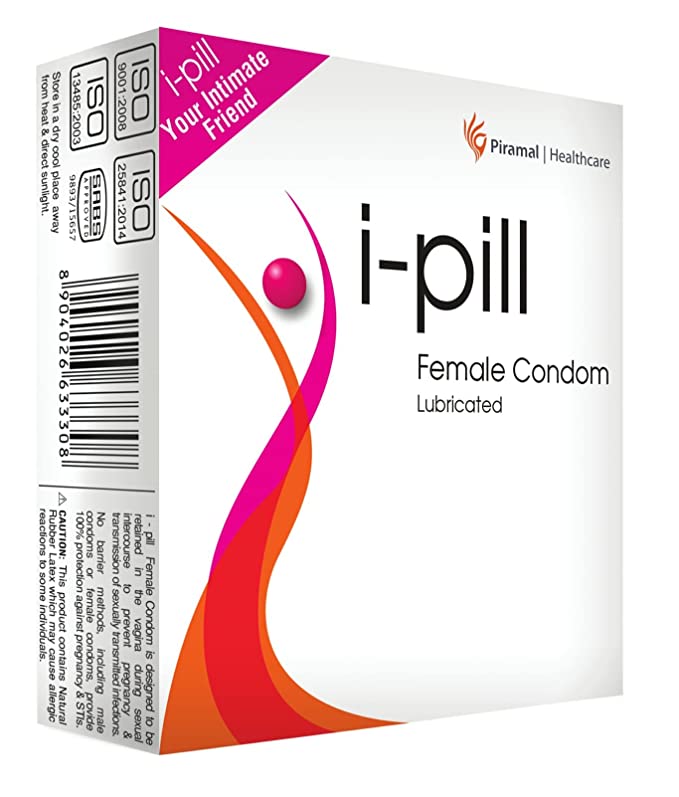 i-pill
Your Intimate
Friend
Piramal | Healthcare
i-pill
Female Condom
Lubricated
ISO
9001:2008
ISO
25841:2014
ISO
13485:2003
SABS
APPROVED
9893/15657
Store in a dry cool place away
from heat & direct sunlight.
8 904026 633308
i - pill Female Condom is designed to be
retained in the vagina during sexual
intercourse to prevent pregnancy &
transmission of sexually transmitted infections.
No barrier methods, including male
condoms or female condoms, provide
100% protection against pregnancy & STIs.
⚠ CAUTION: This product contains Natural
Rubber Latex which may cause allergic
reactions to some individuals.